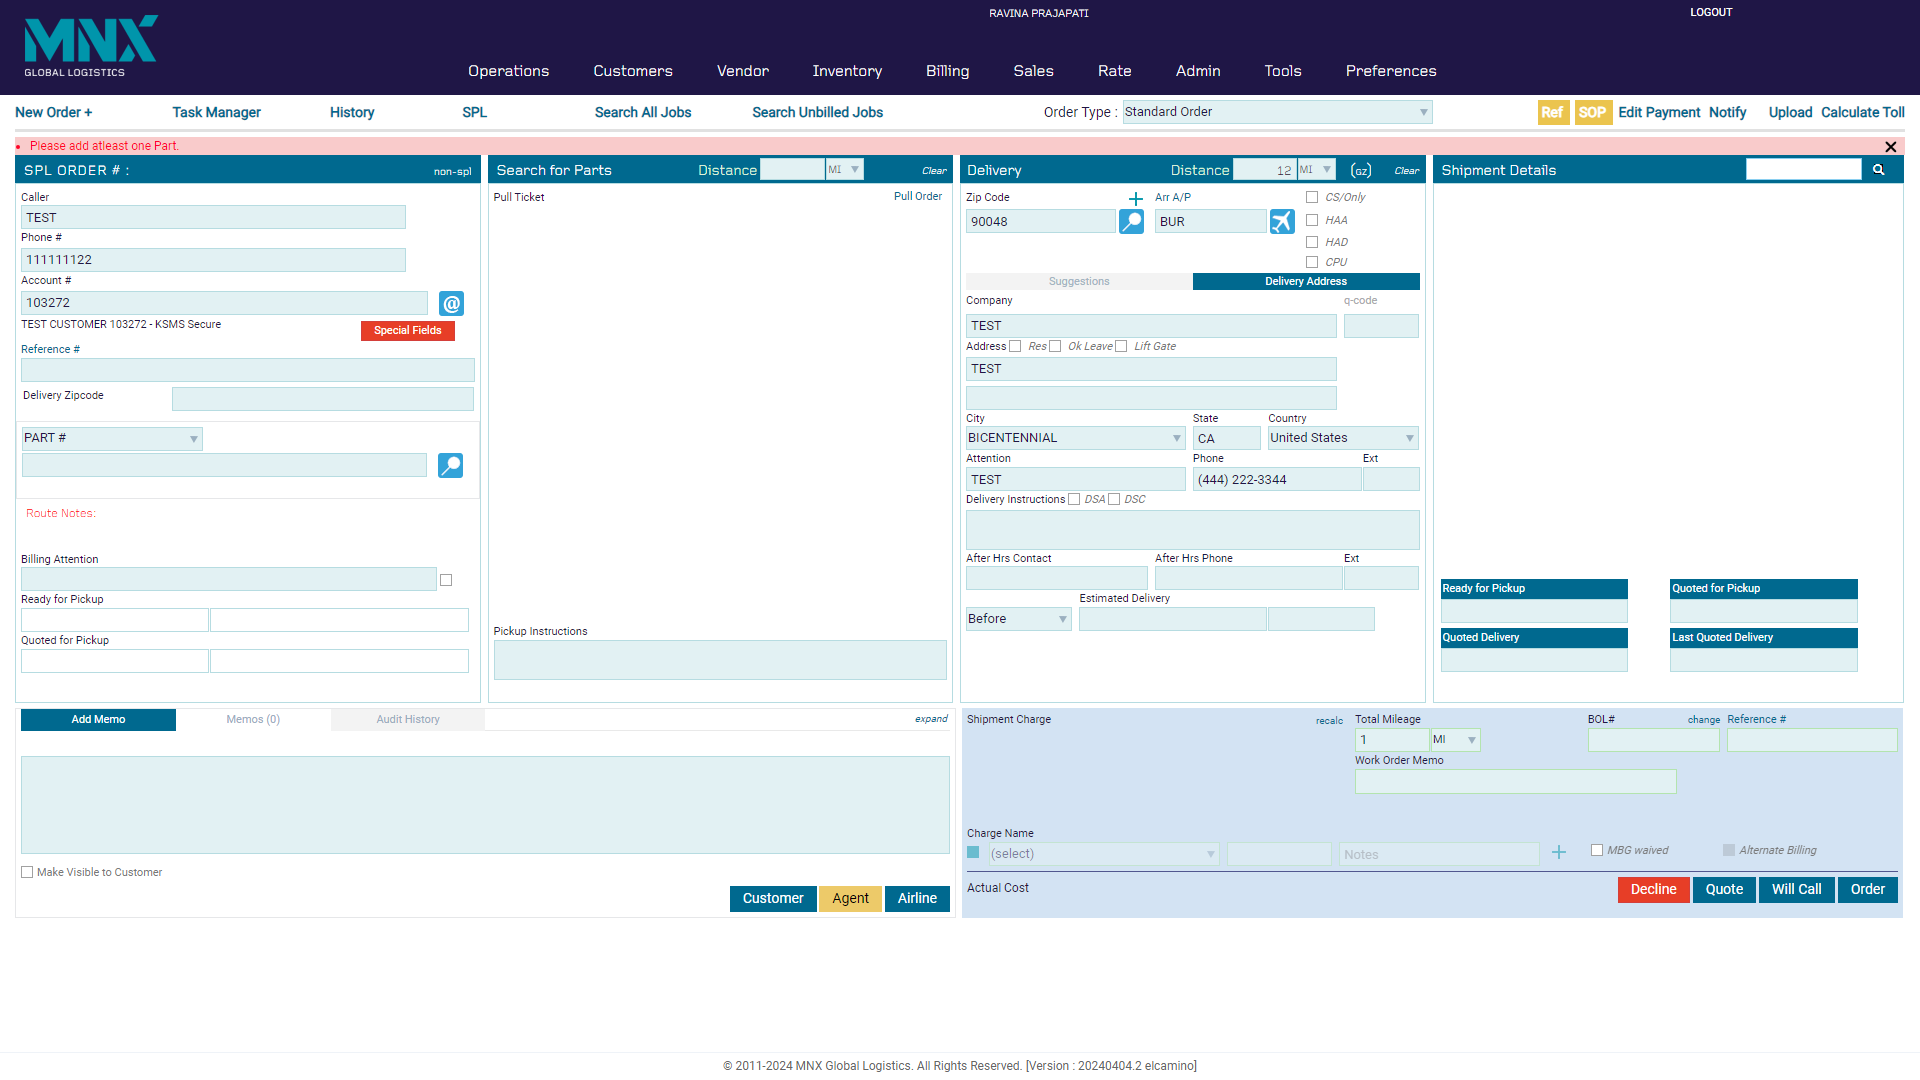 MNX
GLOBAL LOGISTICS
RAVINA PRAJAPATI
LOGOUT
Operations Customers Vendor Inventory Billing Sales Rate Admin Tools Preferences
New Order + Task Manager History SPL Search All Jobs Search Unbilled Jobs Order Type : Standard Order Ref SOP Edit Payment Notify Upload Calculate Toll
• Please add atleast one Part.
SPL ORDER # : non-spl
Caller
TEST
Phone #
111111122
Account #
103272
TEST CUSTOMER 103272 - KSMS Secure
Special Fields
Reference #
Delivery Zipcode
PART #
Route Notes:
Billing Attention
Ready for Pickup
Quoted for Pickup
Search for Parts Distance MI Clear
Pull Ticket Pull Order
Pickup Instructions
Delivery Distance 12 MI (GZ) Clear
Zip Code + Arr A/P
90048 BUR
CS/Only
HAA
HAD
CPU
Suggestions Delivery Address
Company q-code
TEST
Address Res Ok Leave Lift Gate
TEST
City State Country
BICENTENNIAL CA United States
Attention Phone Ext
TEST (444) 222-3344
Delivery Instructions DSA DSC
After Hrs Contact After Hrs Phone Ext
Estimated Delivery
Before
Shipment Details
Ready for Pickup Quoted for Pickup
Quoted Delivery Last Quoted Delivery
Add Memo Memos (0) Audit History expand
Make Visible to Customer
Customer Agent Airline
Shipment Charge recalc Total Mileage BOL# change Reference #
1 MI
Work Order Memo
Charge Name
(select) Notes + MBG waived Alternate Billing
Actual Cost Decline Quote Will Call Order
© 2011-2024 MNX Global Logistics. All Rights Reserved. [Version : 20240404.2 elcamino]